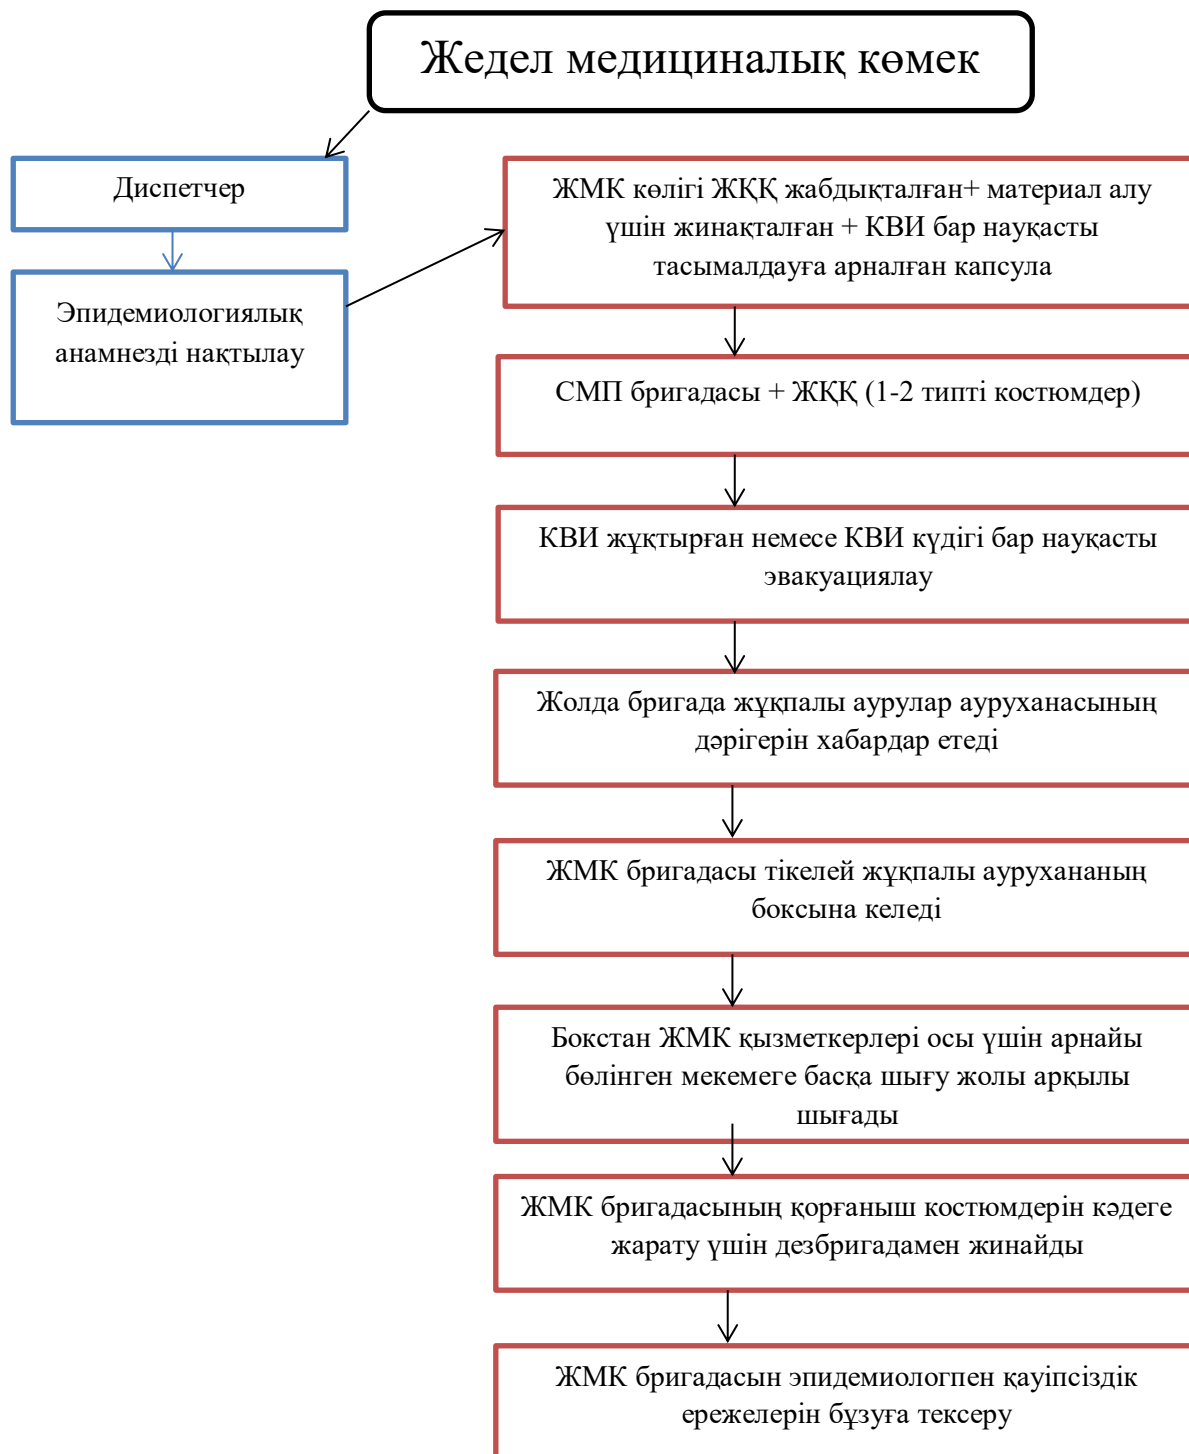 Жедел медициналық көмек
Диспетчер
Эпидемиологиялық
анамнезді нақтылау
ЖМК көлігі ЖҚҚ жабдықталған+ материал алу
үшін жинақталған + КВИ бар науқасты
тасымалдауға арналған капсула
СМП бригадасы + ЖҚҚ (1-2 типті костюмдер)
КВИ жұқтырған немесе КВИ күдігі бар науқасты
эвакуациялау
Жолда бригада жұқпалы аурулар ауруханасының
дәрігерін хабардар етеді
ЖМК бригадасы тікелей жұқпалы аурухананың
боксына келеді
Бокстан ЖМК қызметкерлері осы үшін арнайы
бөлінген мекемеге басқа шығу жолы арқылы
шығады
ЖМК бригадасының қорғаныш костюмдерін кәдеге
жарату үшін дезбригадамен жинайды
ЖМК бригадасын эпидемиологпен қауіпсіздік
ережелерін бұзуға тексеру